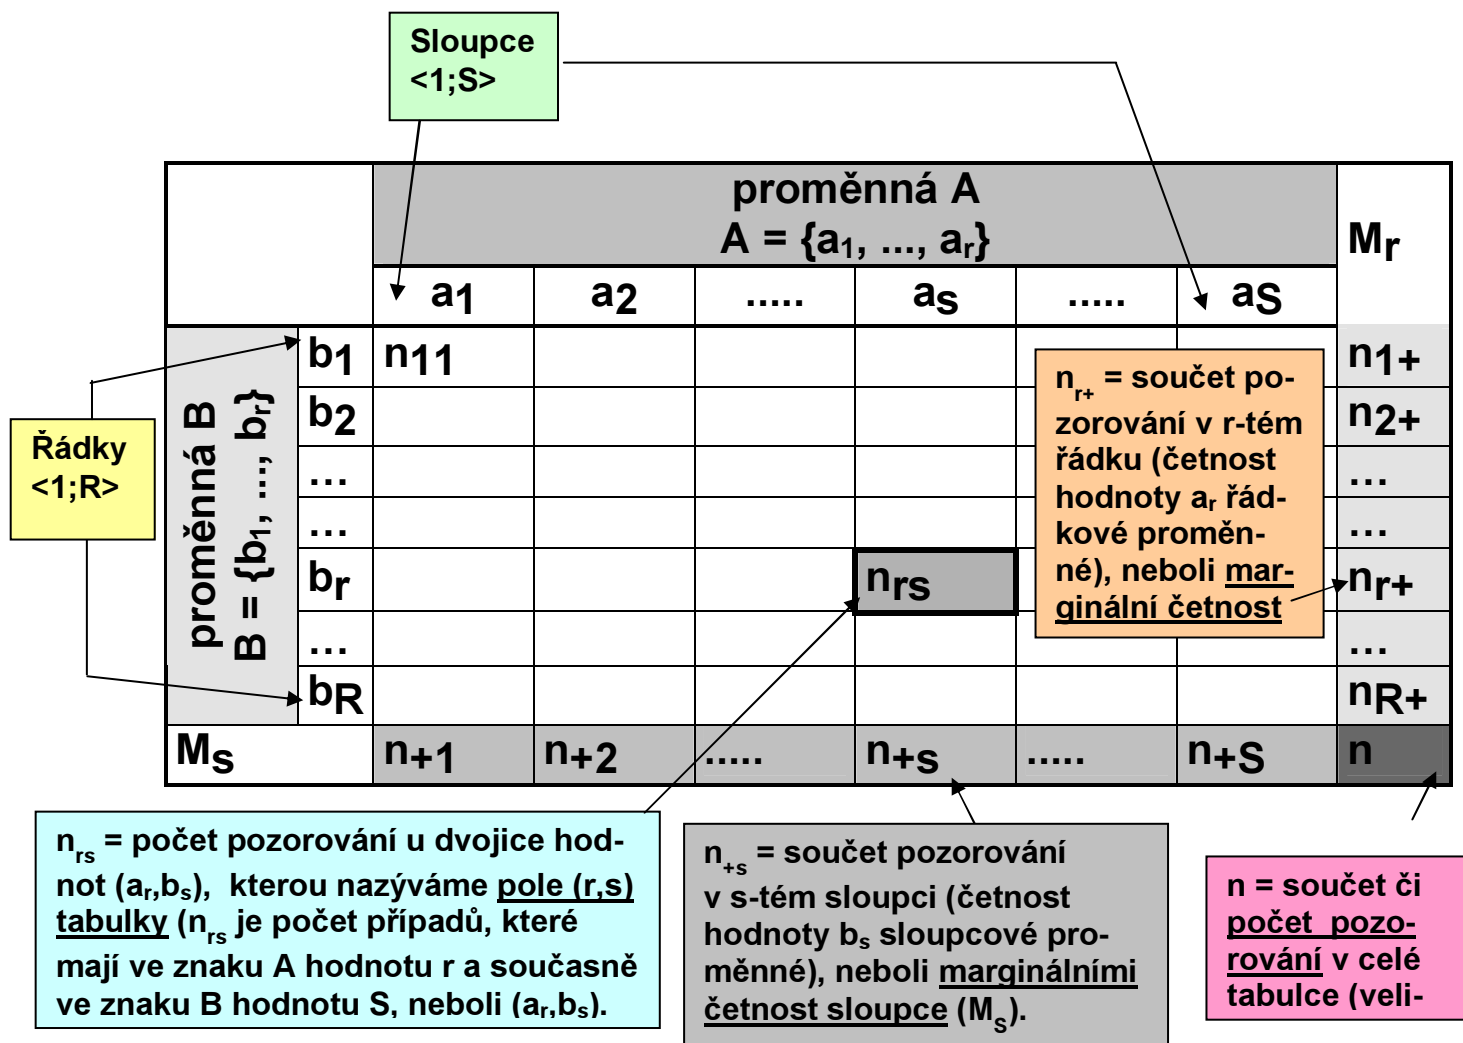 Sloupce
<1;S>
proměnná A
A = {a1, ..., ar}
Mr
a1 a2 ..... as ..... aS
Řádky
<1;R>
proměnná B
B = {b1, ..., br}
b1 n11 n1+
b2 n2+
... ...
... ...
br nrs nr+
... ...
bR nR+
Ms n+1 n+2 ..... n+s ..... n+S n
nr+ = součet po-
zorování v r-tém
řádku (četnost
hodnoty ar řád-
kové proměn-
né), neboli mar-
ginální četnost
nrs = počet pozorování u dvojice hod-
not (ar,bs), kterou nazýváme pole (r,s)
tabulky (nrs je počet případů, které
mají ve znaku A hodnotu r a současně
ve znaku B hodnotu S, neboli (ar,bs).
n+s = součet pozorování
v s-tém sloupci (četnost
hodnoty bs sloupcové pro-
měnné), neboli marginálními
četnost sloupce (Ms).
n = součet či
počet pozo-
rování v celé
tabulce (veli-